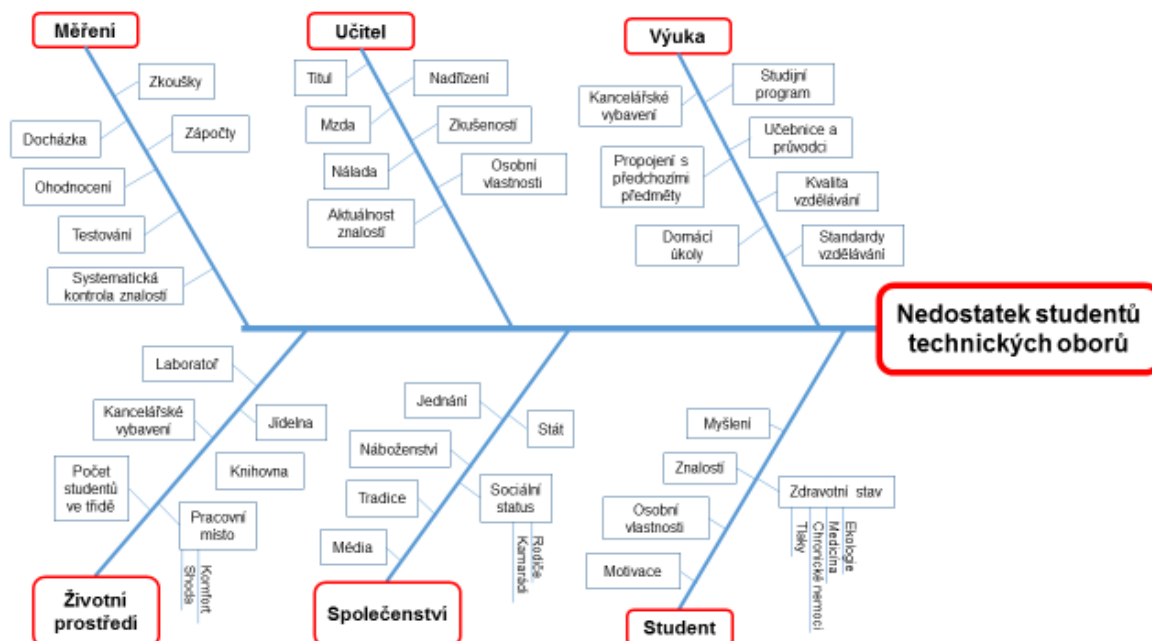 Měření
Zkoušky
Docházka
Zápočty
Ohodnocení
Testování
Systematická
kontrola znalostí
Učitel
Titul
Nadřízení
Mzda
Zkušeností
Nálada
Osobní
vlastnosti
Aktuálnost
znalostí
Výuka
Studijní
program
Kancelářské
vybavení
Učebnice a
průvodci
Propojení s
předchozími
předměty
Kvalita
vzdělávání
Domácí
úkoly
Standardy
vzdělávání
Nedostatek studentů
technických oborů
Laboratoř
Kancelářské
vybavení
Jídelna
Knihovna
Počet
studentů
ve třídě
Pracovní
místo
Komfort
Shoda
Životní
prostředí
Jednání
Stát
Náboženství
Sociální
status
Rodiče
Kamarádi
Tradice
Média
Společenství
Myšlení
Znalostí
Zdravotní stav
Ekologie
Medicína
Chronické nemoci
Tlaky
Osobní
vlastnosti
Motivace
Student